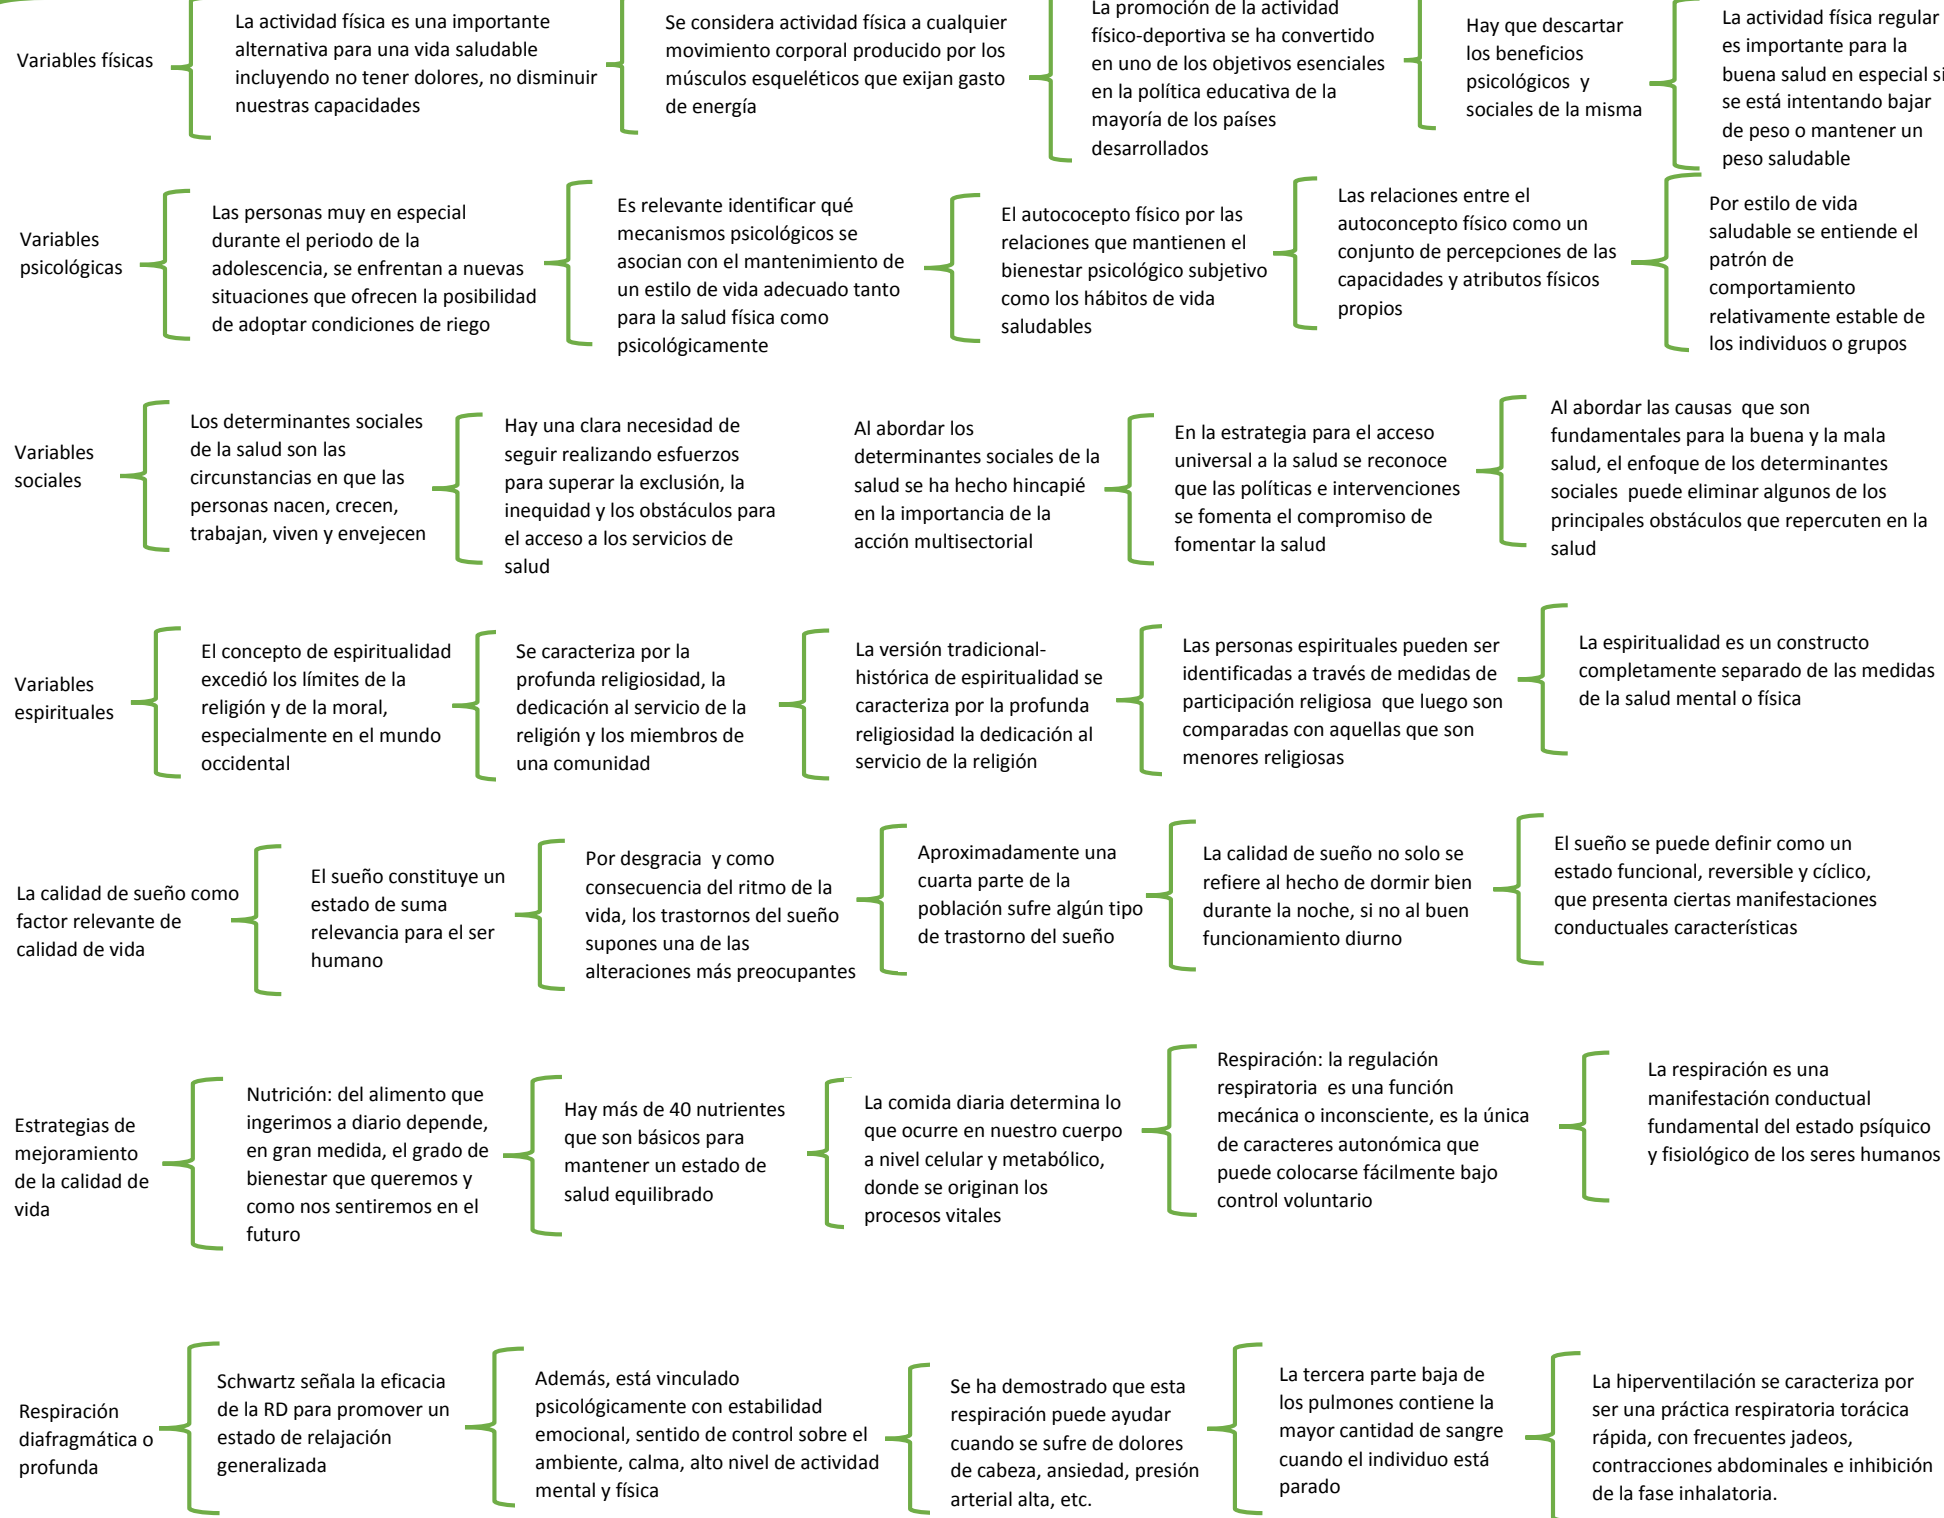 Variables físicas
La actividad física es una importante
alternativa para una vida saludable
incluyendo no tener dolores, no disminuir
nuestras capacidades
Se considera actividad física a cualquier
movimiento corporal producido por los
músculos esqueléticos que exijan gasto
de energía
La promoción de la actividad
físico-deportiva se ha convertido
en uno de los objetivos esenciales
en la política educativa de la
mayoría de los países
desarrollados
Hay que descartar
los beneficios
psicológicos y
sociales de la misma
La actividad física regular
es importante para la
buena salud en especial si
se está intentando bajar
de peso o mantener un
peso saludable
Variables
psicológicas
Las personas muy en especial
durante el periodo de la
adolescencia, se enfrentan a nuevas
situaciones que ofrecen la posibilidad
de adoptar condiciones de riego
Es relevante identificar qué
mecanismos psicológicos se
asocian con el mantenimiento de
un estilo de vida adecuado tanto
para la salud física como
psicológicamente
El autococepto físico por las
relaciones que mantienen el
bienestar psicológico subjetivo
como los hábitos de vida
saludables
Las relaciones entre el
autoconcepto físico como un
conjunto de percepciones de las
capacidades y atributos físicos
propios
Por estilo de vida
saludable se entiende el
patrón de
comportamiento
relativamente estable de
los individuos o grupos
Variables
sociales
Los determinantes sociales
de la salud son las
circunstancias en que las
personas nacen, crecen,
trabajan, viven y envejecen
Hay una clara necesidad de
seguir realizando esfuerzos
para superar la exclusión, la
inequidad y los obstáculos para
el acceso a los servicios de
salud
Al abordar los
determinantes sociales de la
salud se ha hecho hincapié
en la importancia de la
acción multisectorial
En la estrategia para el acceso
universal a la salud se reconoce
que las políticas e intervenciones
se fomenta el compromiso de
fomentar la salud
Al abordar las causas que son
fundamentales para la buena y la mala
salud, el enfoque de los determinantes
sociales puede eliminar algunos de los
principales obstáculos que repercuten en la
salud
Variables
espirituales
El concepto de espiritualidad
excedió los límites de la
religión y de la moral,
especialmente en el mundo
occidental
Se caracteriza por la
profunda religiosidad, la
dedicación al servicio de la
religión y los miembros de
una comunidad
La versión tradicional-
histórica de espiritualidad se
caracteriza por la profunda
religiosidad la dedicación al
servicio de la religión
Las personas espirituales pueden ser
identificadas a través de medidas de
participación religiosa que luego son
comparadas con aquellas que son
menores religiosas
La espiritualidad es un constructo
completamente separado de las medidas
de la salud mental o física
La calidad de sueño como
factor relevante de
calidad de vida
El sueño constituye un
estado de suma
relevancia para el ser
humano
Por desgracia y como
consecuencia del ritmo de la
vida, los trastornos del sueño
supones una de las
alteraciones más preocupantes
Aproximadamente una
cuarta parte de la
población sufre algún tipo
de trastorno del sueño
La calidad de sueño no solo se
refiere al hecho de dormir bien
durante la noche, si no al buen
funcionamiento diurno
El sueño se puede definir como un
estado funcional, reversible y cíclico,
que presenta ciertas manifestaciones
conductuales características
Estrategias de
mejoramiento
de la calidad de
vida
Nutrición: del alimento que
ingerimos a diario depende,
en gran medida, el grado de
bienestar que queremos y
como nos sentiremos en el
futuro
Hay más de 40 nutrientes
que son básicos para
mantener un estado de
salud equilibrado
La comida diaria determina lo
que ocurre en nuestro cuerpo
a nivel celular y metabólico,
donde se originan los
procesos vitales
Respiración: la regulación
respiratoria es una función
mecánica o inconsciente, es la única
de caracteres autonómica que
puede colocarse fácilmente bajo
control voluntario
La respiración es una
manifestación conductual
fundamental del estado psíquico
y fisiológico de los seres humanos
Respiración
diafragmática o
profunda
Schwartz señala la eficacia
de la RD para promover un
estado de relajación
generalizada
Además, está vinculado
psicológicamente con estabilidad
emocional, sentido de control sobre el
ambiente, calma, alto nivel de actividad
mental y física
Se ha demostrado que esta
respiración puede ayudar
cuando se sufre de dolores
de cabeza, ansiedad, presión
arterial alta, etc.
La tercera parte baja de
los pulmones contiene la
mayor cantidad de sangre
cuando el individuo está
parado
La hiperventilación se caracteriza por
ser una práctica respiratoria torácica
rápida, con frecuentes jadeos,
contracciones abdominales e inhibición
de la fase inhalatoria.